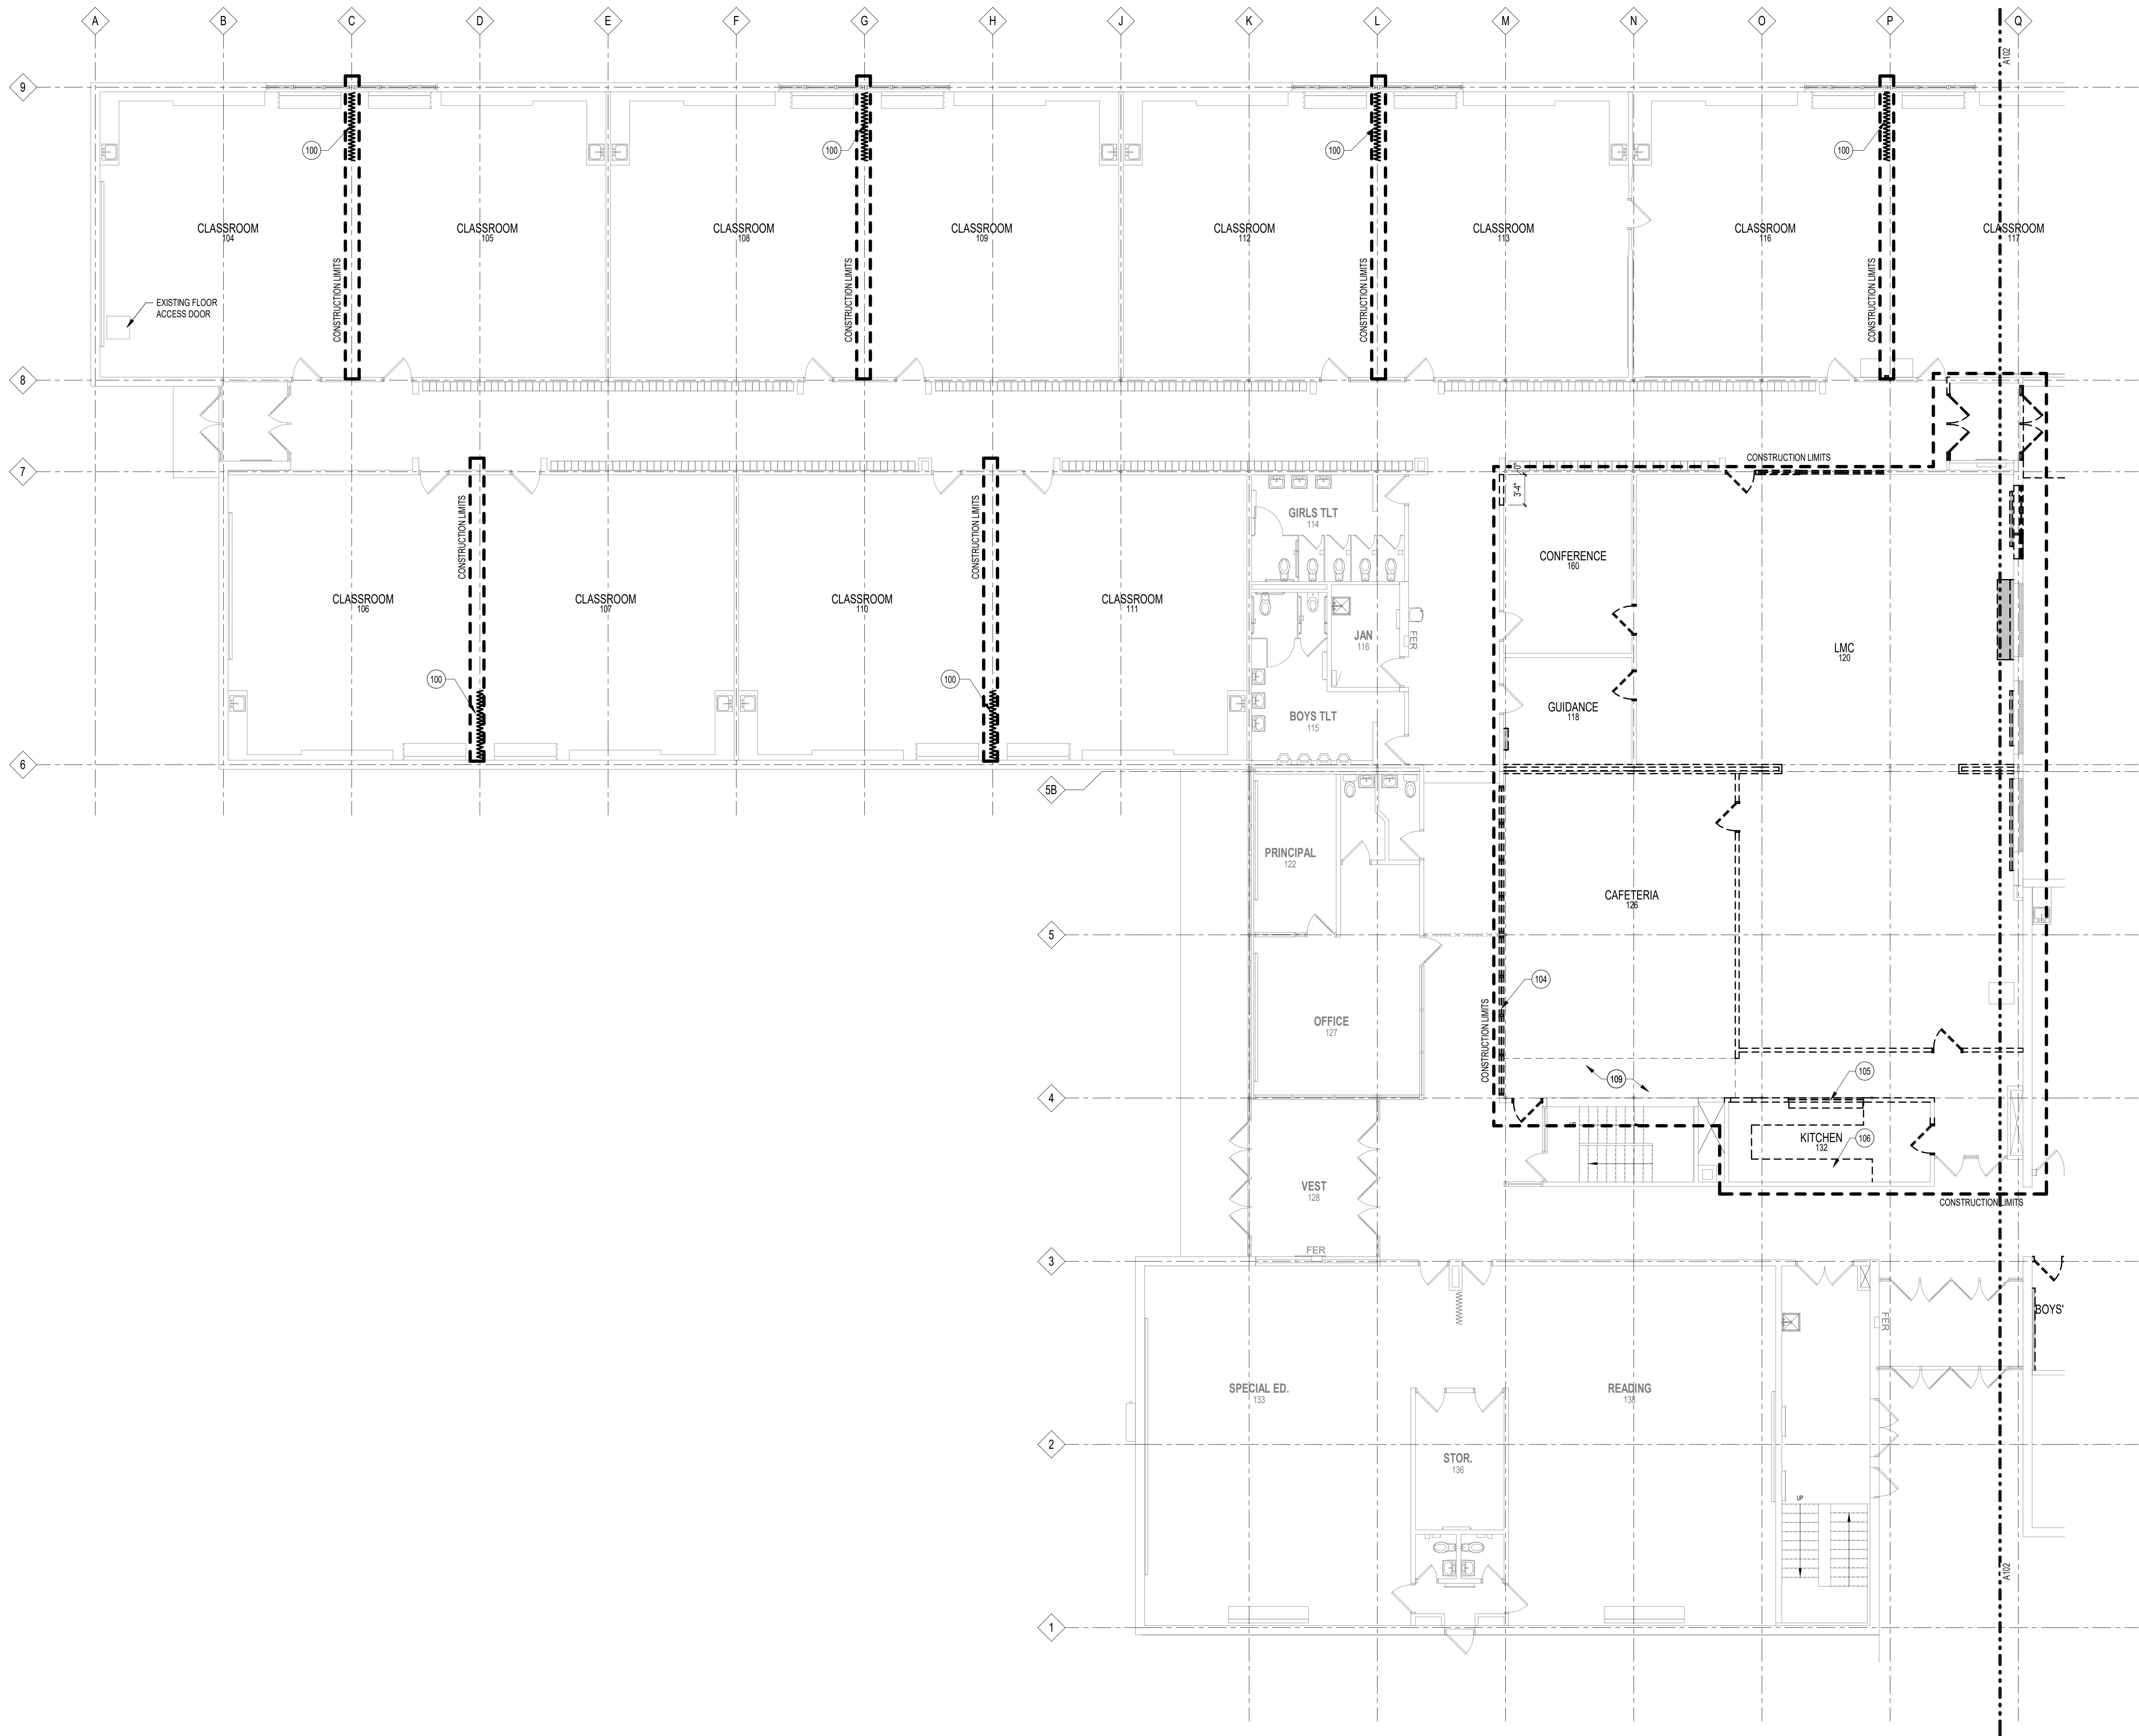 A
B
C
D
E
F
G
H
J
K
L
M
N
O
P
Q
A102
9
100
100
100
100
CLASSROOM
104
CLASSROOM
105
CLASSROOM
108
CLASSROOM
109
CLASSROOM
112
CLASSROOM
113
CLASSROOM
116
CLASSROOM
117
CONSTRUCTION LIMITS
CONSTRUCTION LIMITS
CONSTRUCTION LIMITS
CONSTRUCTION LIMITS
EXISTING FLOOR
ACCESS DOOR
8
7
CONSTRUCTION LIMITS
CONSTRUCTION LIMITS
CONSTRUCTION LIMITS
3'-4"
GIRLS TLT
114
CONFERENCE
160
CLASSROOM
106
CLASSROOM
107
CLASSROOM
110
CLASSROOM
111
JAN
116
FER
LMC
120
100
100
BOYS TLT
115
GUIDANCE
118
6
5B
PRINCIPAL
122
CAFETERIA
126
5
104
OFFICE
127
CONSTRUCTION LIMITS
109
105
4
UP
KITCHEN
132
106
VEST
128
CONSTRUCTION LIMITS
FER
3
BOYS'
FER
SPECIAL ED.
133
READING
138
2
STOR.
136
UP
A102
1